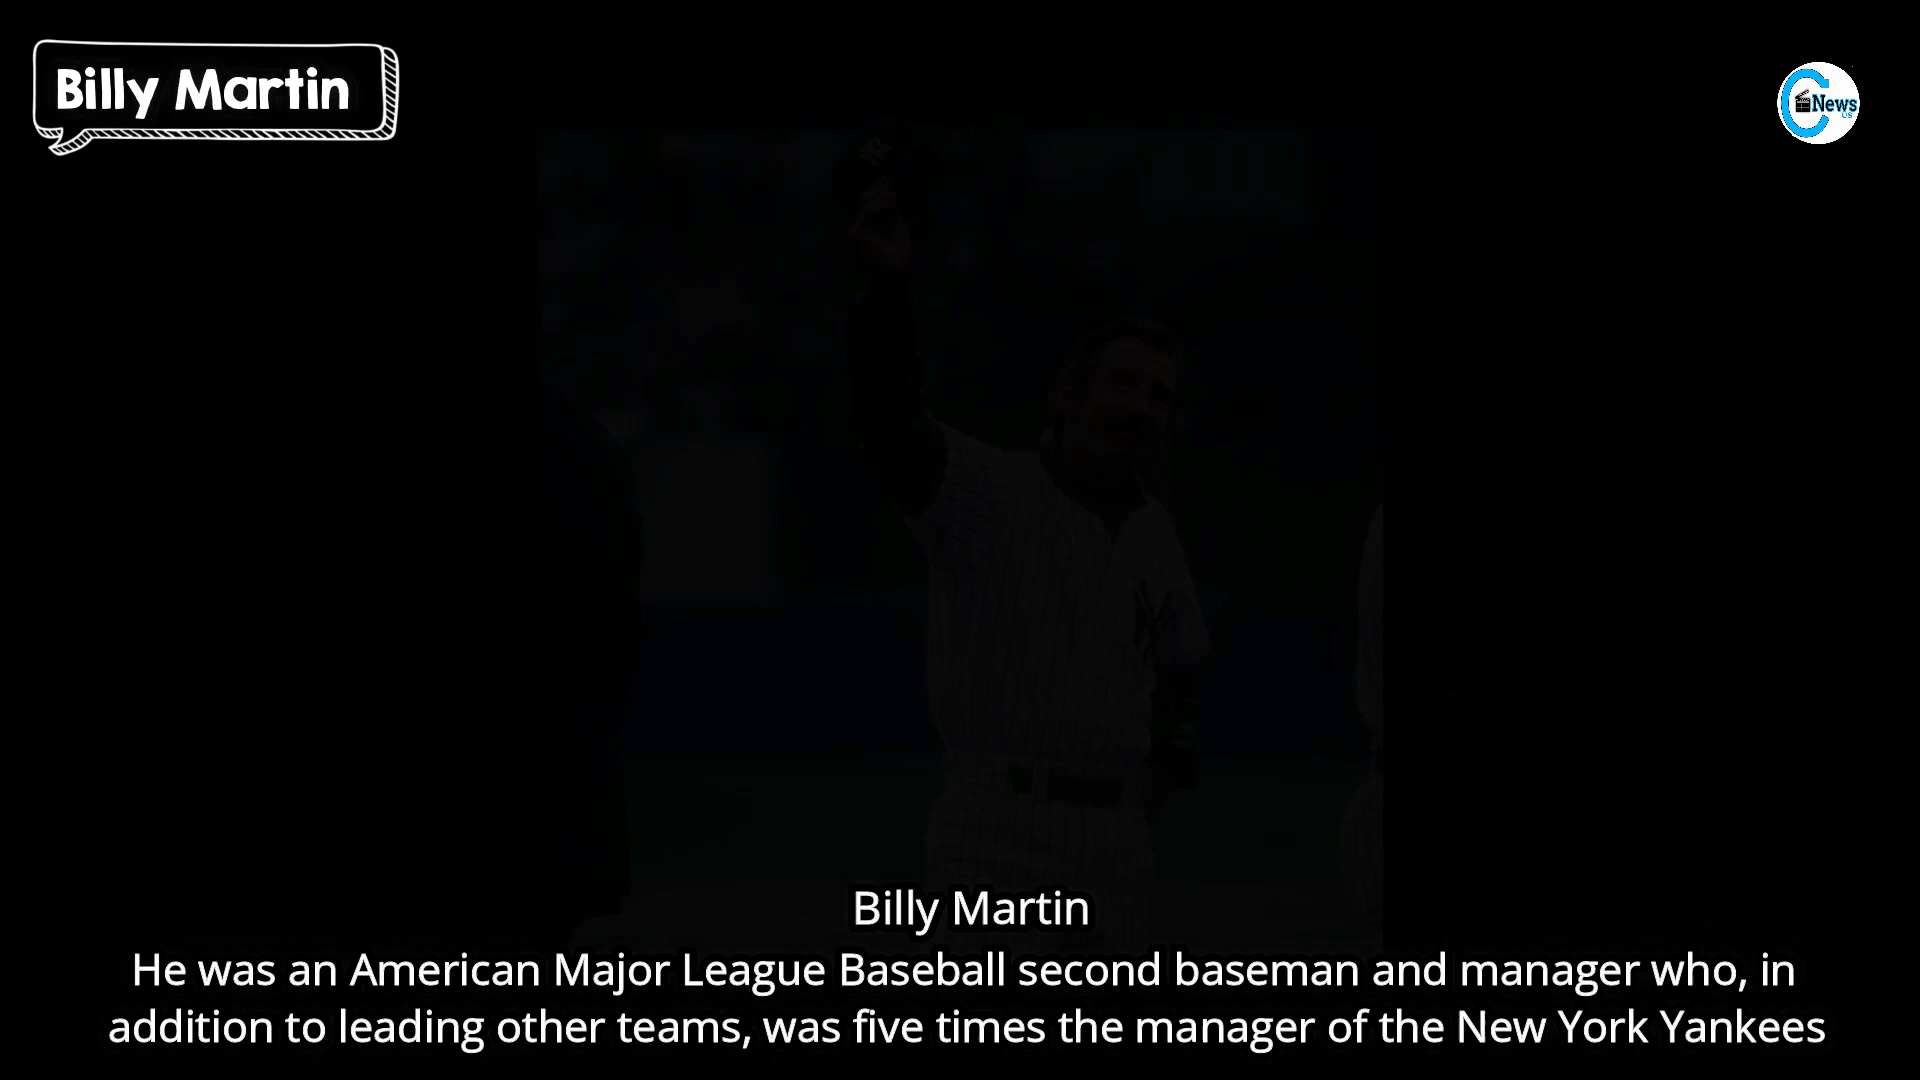 Billy Martin
News
US
Billy Martin
He was an American Major League Baseball second baseman and manager who, in
addition to leading other teams, was five times the manager of the New York Yankees